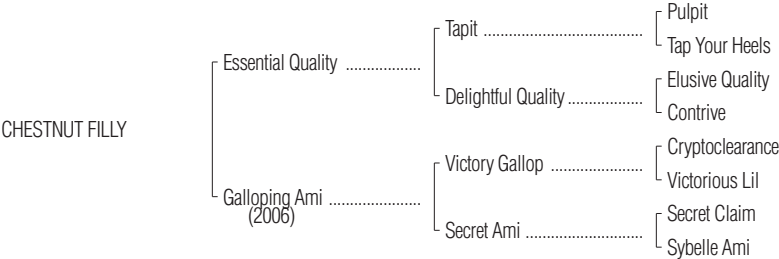 Pulpit
Tapit ......................................
Tap Your Heels
Essential Quality ..................
Elusive Quality
Delightful Quality ..................
Contrive
CHESTNUT FILLY
Cryptoclearance
Victory Gallop ......................
Victorious Lil
Galloping Ami ......................
(2006)
Secret Claim
Secret Ami ............................
Sybelle Ami